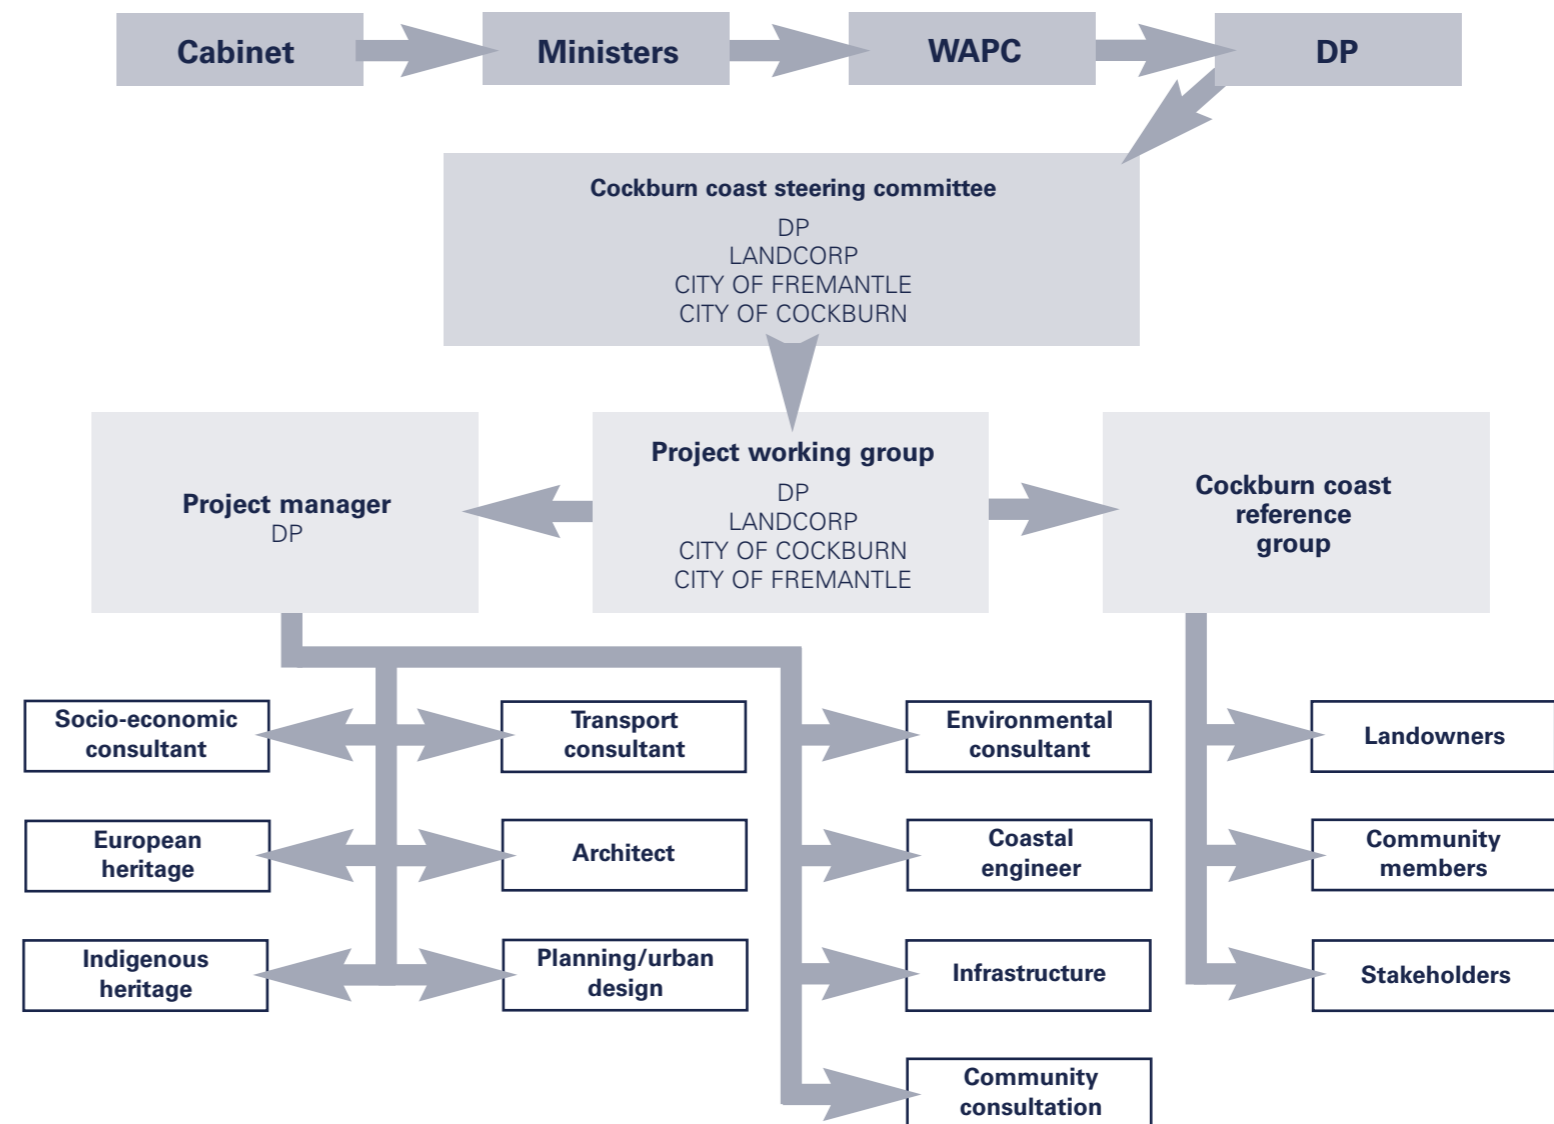 Cabinet
Ministers
WAPC
DP
Cockburn coast steering committee
DP
LANDCORP
CITY OF FREMANTLE
CITY OF COCKBURN
Project manager
DP
Project working group
DP
LANDCORP
CITY OF COCKBURN
CITY OF FREMANTLE
Cockburn coast
reference
group
Socio-economic
consultant
Transport
consultant
Environmental
consultant
Landowners
European
heritage
Architect
Coastal
engineer
Community
members
Indigenous
heritage
Planning/urban
design
Infrastructure
Stakeholders
Community
consultation